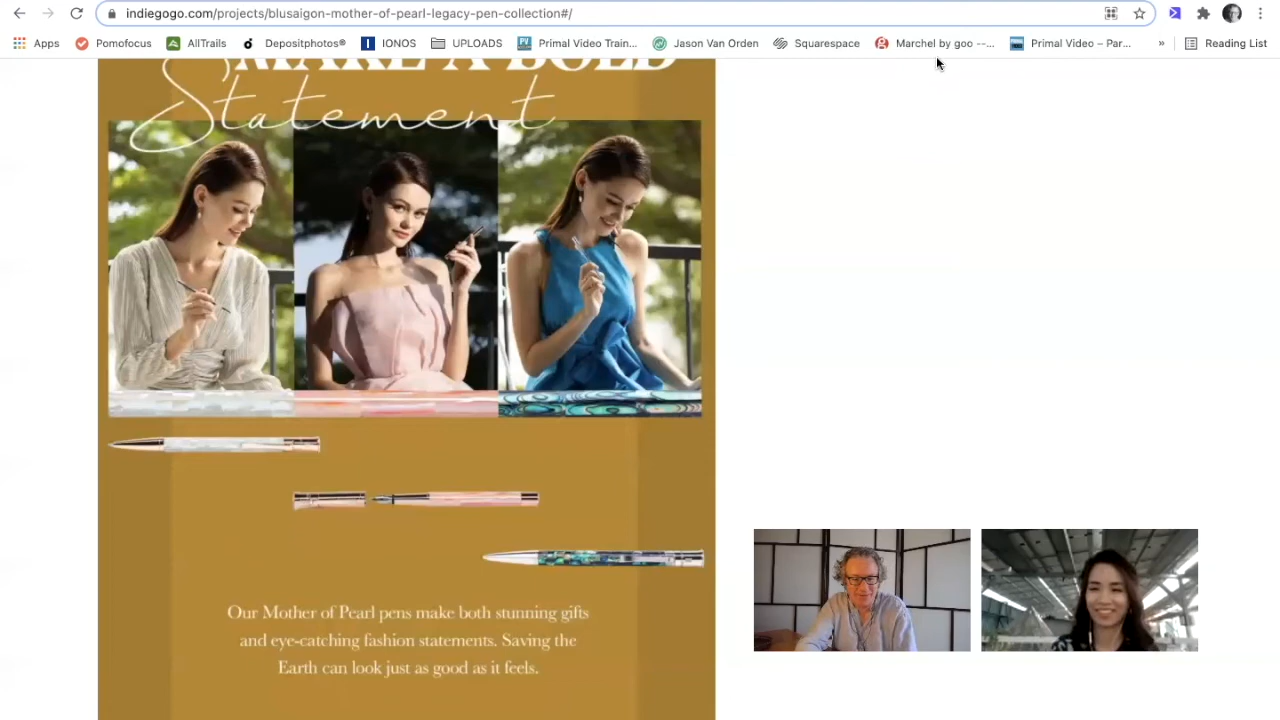 indiegogo.com/projects/blusaigon-mother-of-pearl-legacy-pen-collection#/
Apps Pomofocus AllTrails Depositphotos® IONOS UPLOADS Primal Video Train... Jason Van Orden Squarespace Marchel by goo --... Primal Video – Par... » Reading List
MAKE A BOLD
Statement
Our Mother of Pearl pens make both stunning gifts
and eye-catching fashion statements. Saving the
Earth can look just as good as it feels.